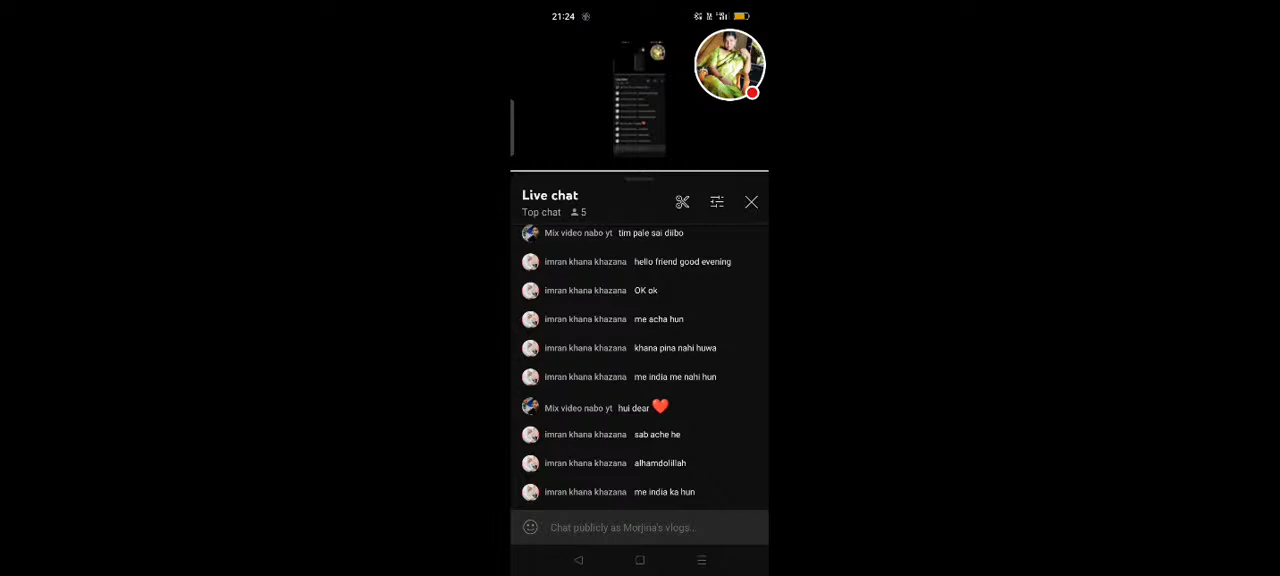 21:24
Live chat
Top chat 5
Mix video nabo yt tim pale sai diibo
imran khana khazana hello friend good evening
imran khana khazana OK ok
imran khana khazana me acha hun
imran khana khazana khana pina nahi huwa
imran khana khazana me india me nahi hun
Mix video nabo yt hui dear ❤️
imran khana khazana sab ache he
imran khana khazana alhamdolillah
imran khana khazana me india ka hun
Chat publicly as Morjina's vlogs...